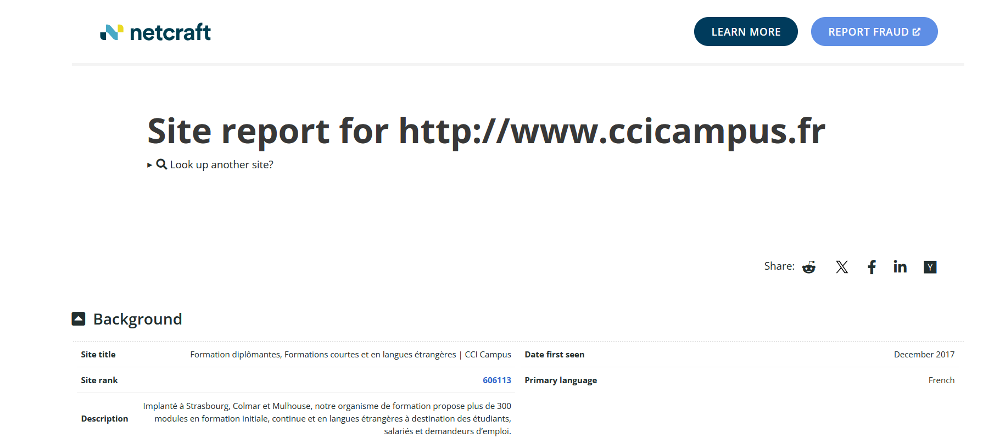 netcraft
LEARN MORE
REPORT FRAUD
Site report for http://www.ccicampus.fr
Look up another site?
Share:
Background
Site title Formation diplômantes, Formations courtes et en langues étrangères | CCI Campus
Date first seen December 2017
Site rank 606113
Primary language French
Description
Implanté à Strasbourg, Colmar et Mulhouse, notre organisme de formation propose plus de 300
modules en formation initiale, continue et en langues étrangères à destination des étudiants,
salariés et demandeurs d’emploi.